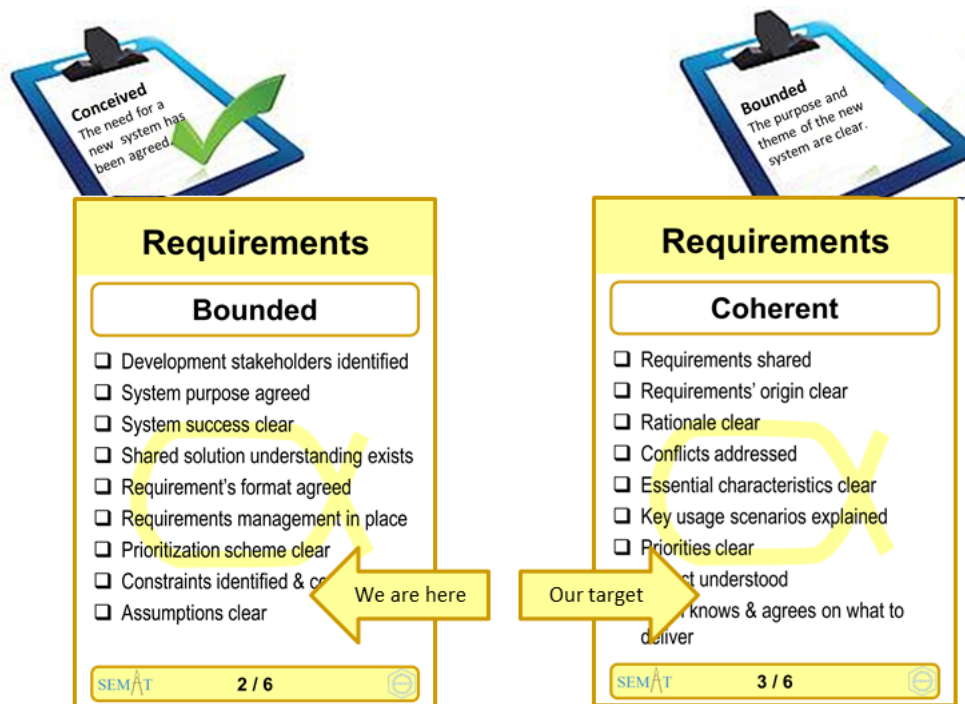 Conceived
The need for a
new system has
been agreed.
Bounded
The purpose and
theme of the new
system are clear.
Requirements
Bounded
❑ Development stakeholders identified
❑ System purpose agreed
❑ System success clear
❑ Shared solution understanding exists
❑ Requirement's format agreed
❑ Requirements management in place
❑ Prioritization scheme clear
❑ Constraints identified &
❑ Assumptions clear
We are here
SEMAT
2 / 6
Requirements
Coherent
❑ Requirements shared
❑ Requirements' origin clear
❑ Rationale clear
❑ Conflicts addressed
❑ Essential characteristics clear
❑ Key usage scenarios explained
❑ Priorities clear
understood
knows & agrees on what to
deliver
Our target
SEMAT
3 / 6